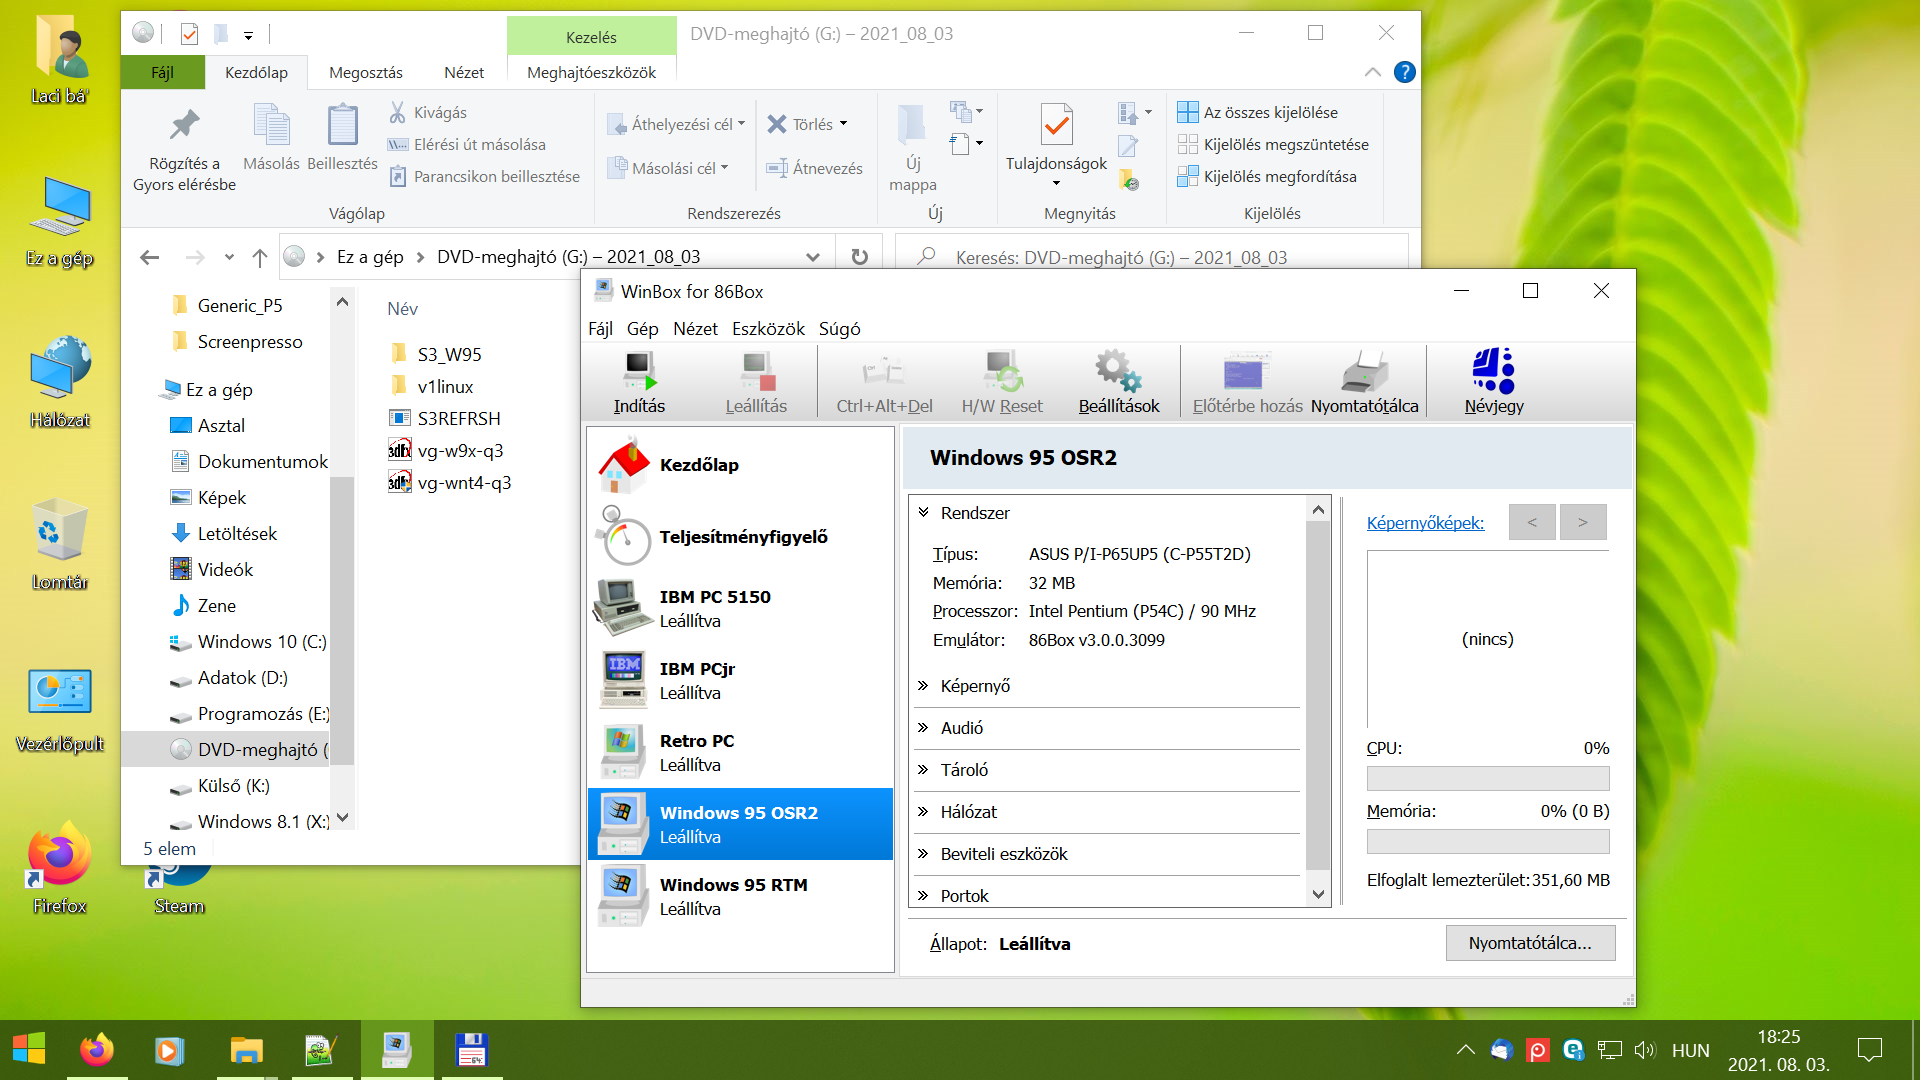 Laci bá'
Ez a gép
Hálózat
Lomtár
Vezérlőpult
Firefox
Steam
Kezelés
DVD-meghajtó (G:) – 2021_08_03
Fájl
Kezdőlap
Megosztás
Nézet
Meghajtóeszközök
Rögzítés a
Gyors elérésbe
Másolás
Beillesztés
Kivágás
Elérési út másolása
Parancsikon beillesztése
Vágólap
Áthelyezési cél
Másolási cél
Törlés
Átnevezés
Rendszerezés
Új
mappa
Új
Tulajdonságok
Megnyitás
Az összes kijelölése
Kijelölés megszüntetése
Kijelölés megfordítása
Kijelölés
Ez a gép
DVD-meghajtó (G:) – 2021_08_03
Keresés: DVD-meghajtó (G:) – 2021_08_03
Generic_P5
Screenpresso
Ez a gép
Asztal
Dokumentumok
Képek
Letöltések
Videók
Zene
Windows 10 (C:)
Adatok (D:)
Programozás (E:)
DVD-meghajtó (
Külső (K:)
Windows 8.1 (X:)
5 elem
Név
S3_W95
v1linux
S3REFRSH
vg-w9x-q3
vg-wnt4-q3
WinBox for 86Box
Fájl Gép Nézet Eszközök Súgó
Indítás
Leállítás
Ctrl+Alt+Del
H/W Reset
Beállítások
Előtérbe hozás
Nyomtatótálca
Névjegy
Kezdőlap
Teljesítményfigyelő
IBM PC 5150
Leállítva
IBM
IBM PCjr
Leállítva
Retro PC
Leállítva
Windows 95 OSR2
Leállítva
Windows 95 RTM
Leállítva
Windows 95 OSR2
Rendszer
Típus: ASUS P/I-P65UP5 (C-P55T2D)
Memória: 32 MB
Processzor: Intel Pentium (P54C) / 90 MHz
Emulátor: 86Box v3.0.0.3099
Képernyő
Audió
Tároló
Hálózat
Beviteli eszközök
Portok
Képernyőképek:
<
>
(nincs)
CPU: 0%
Memória: 0% (0 B)
Elfoglalt lemezterület: 351,60 MB
Állapot: Leállítva
Nyomtatótálca...
64:
HUN
18:25
2021. 08. 03.